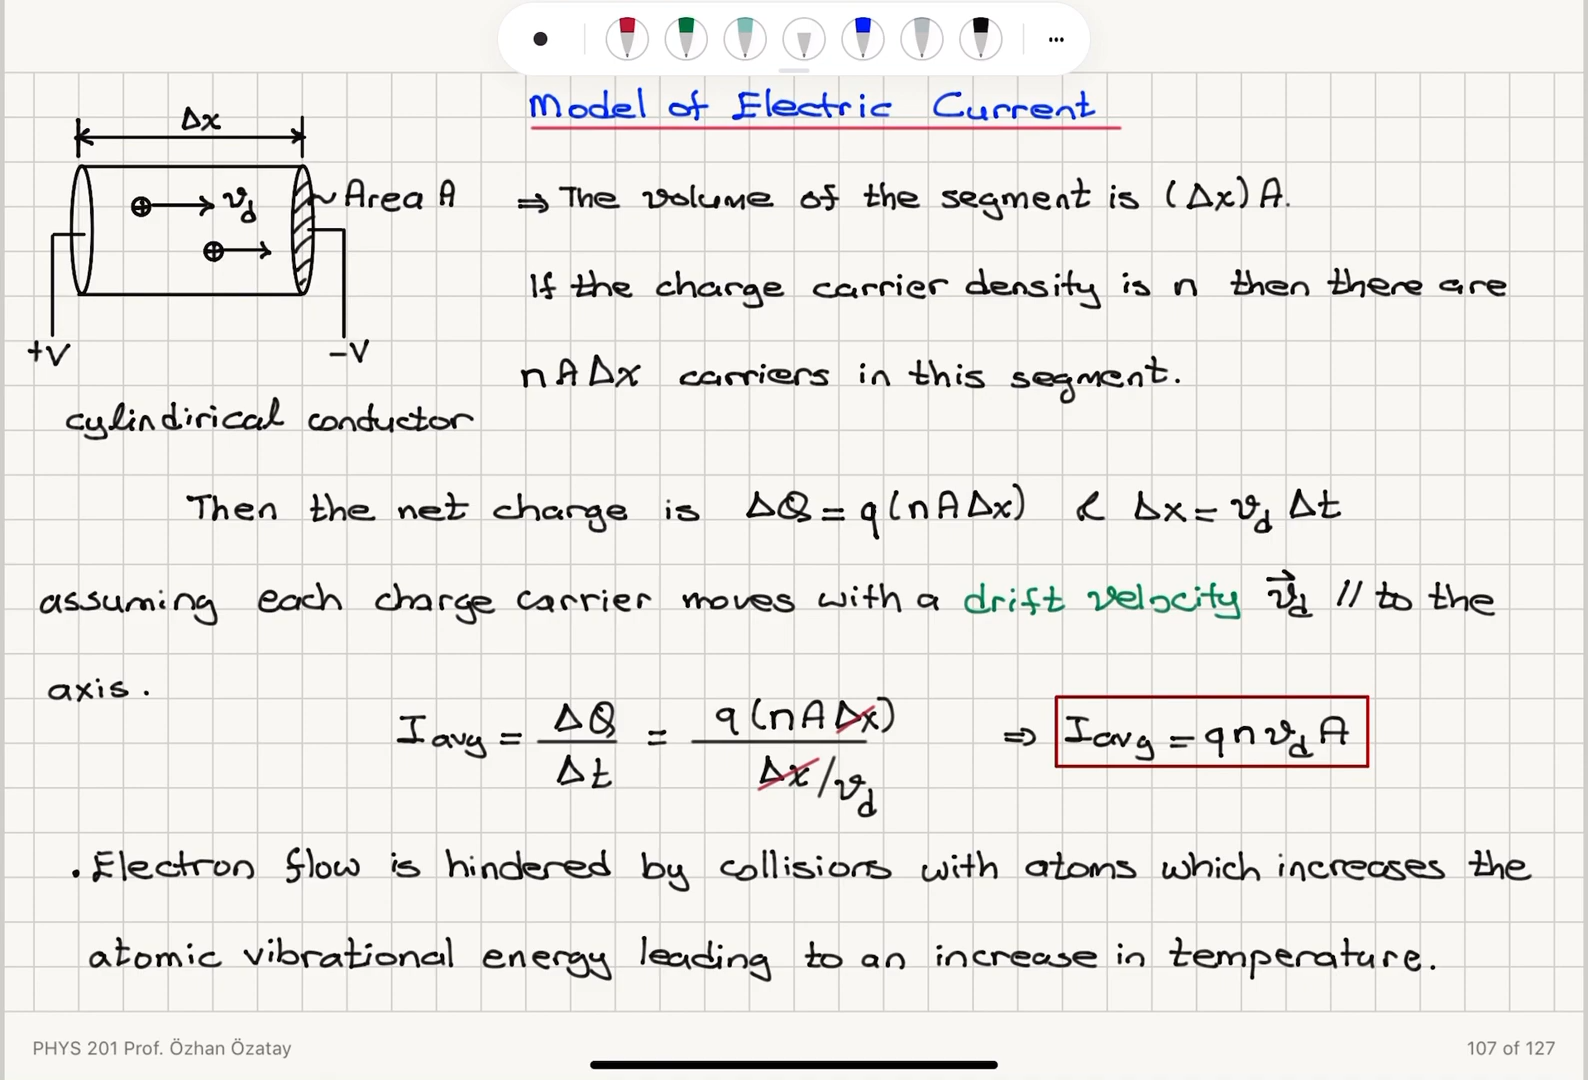 Model of Electric Current
Δx
v_d
~ Area A
⇒ The volume of the segment is (Δx) A.
If the charge carrier density is n then there are
+V
-V
n A Δx carriers in this segment.
cylindirical conductor
Then the net charge is ΔQ = q(n A Δx) & Δx = v_d Δt
assuming each charge carrier moves with a drift velocity v⃗_d // to the
axis.
I_avg = ΔQ/Δt = q(n A Δx) / (Δx/v_d) ⇒ I_avg = q n v_d A
. Electron flow is hindered by collisions with atoms which increases the
atomic vibrational energy leading to an increase in temperature.
PHYS 201 Prof. Özhan Özatay
107 of 127